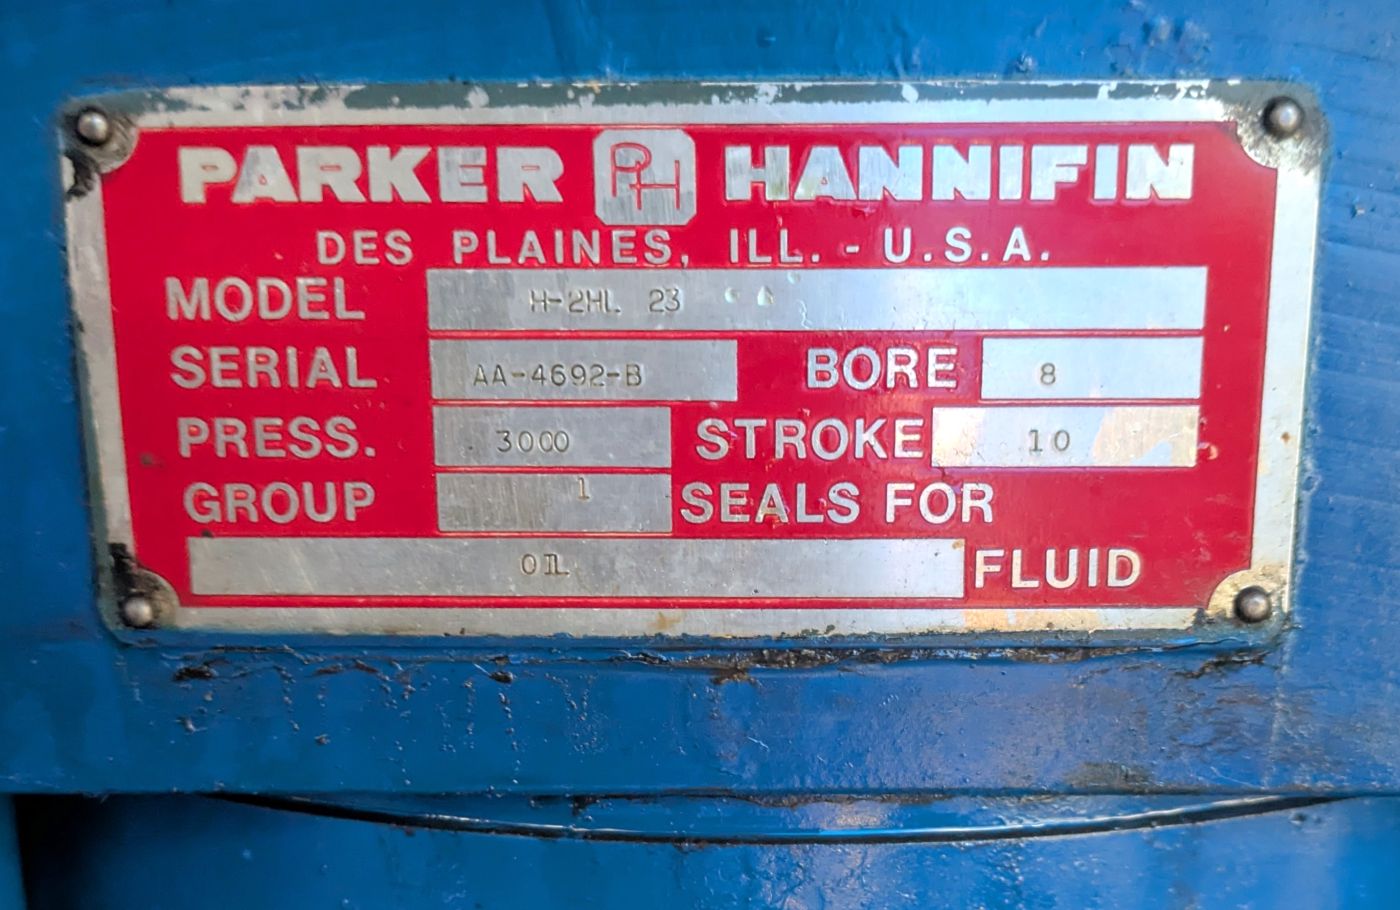 PARKER PH HANNIFIN
DES PLAINES, ILL. - U.S.A.
MODEL H-2HL 23
SERIAL AA-4692-B BORE 8
PRESS. 3000 STROKE 10
GROUP 1 SEALS FOR
OIL FLUID